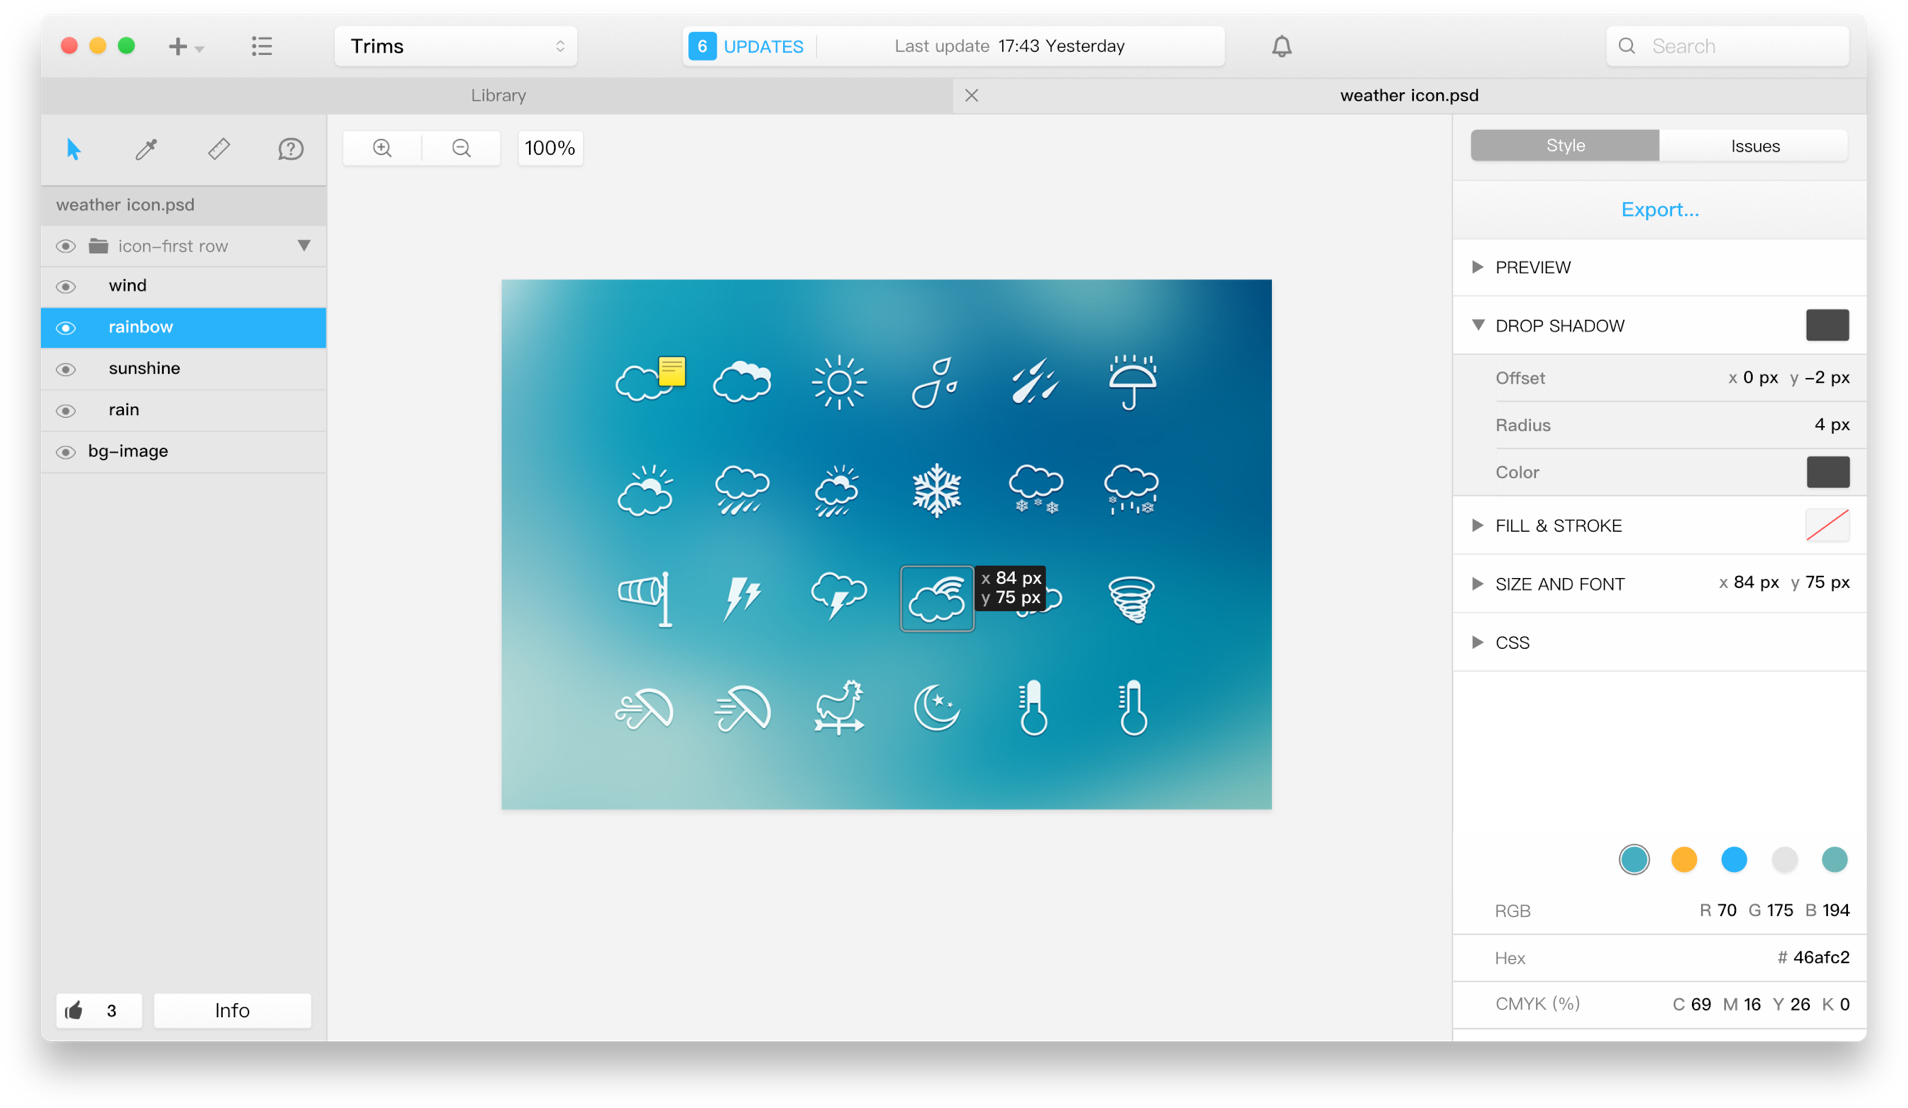 Trims
6 UPDATES
Last update 17:43 Yesterday
Search
Library
weather icon.psd
100%
Style
Issues
weather icon.psd
icon-first row
wind
rainbow
sunshine
rain
bg-image
Export...
PREVIEW
DROP SHADOW
Offset x 0 px y -2 px
Radius 4 px
Color
FILL & STROKE
SIZE AND FONT x 84 px y 75 px
CSS
x 84 px
y 75 px
RGB R 70 G 175 B 194
Hex # 46afc2
CMYK (%) C 69 M 16 Y 26 K 0
3
Info